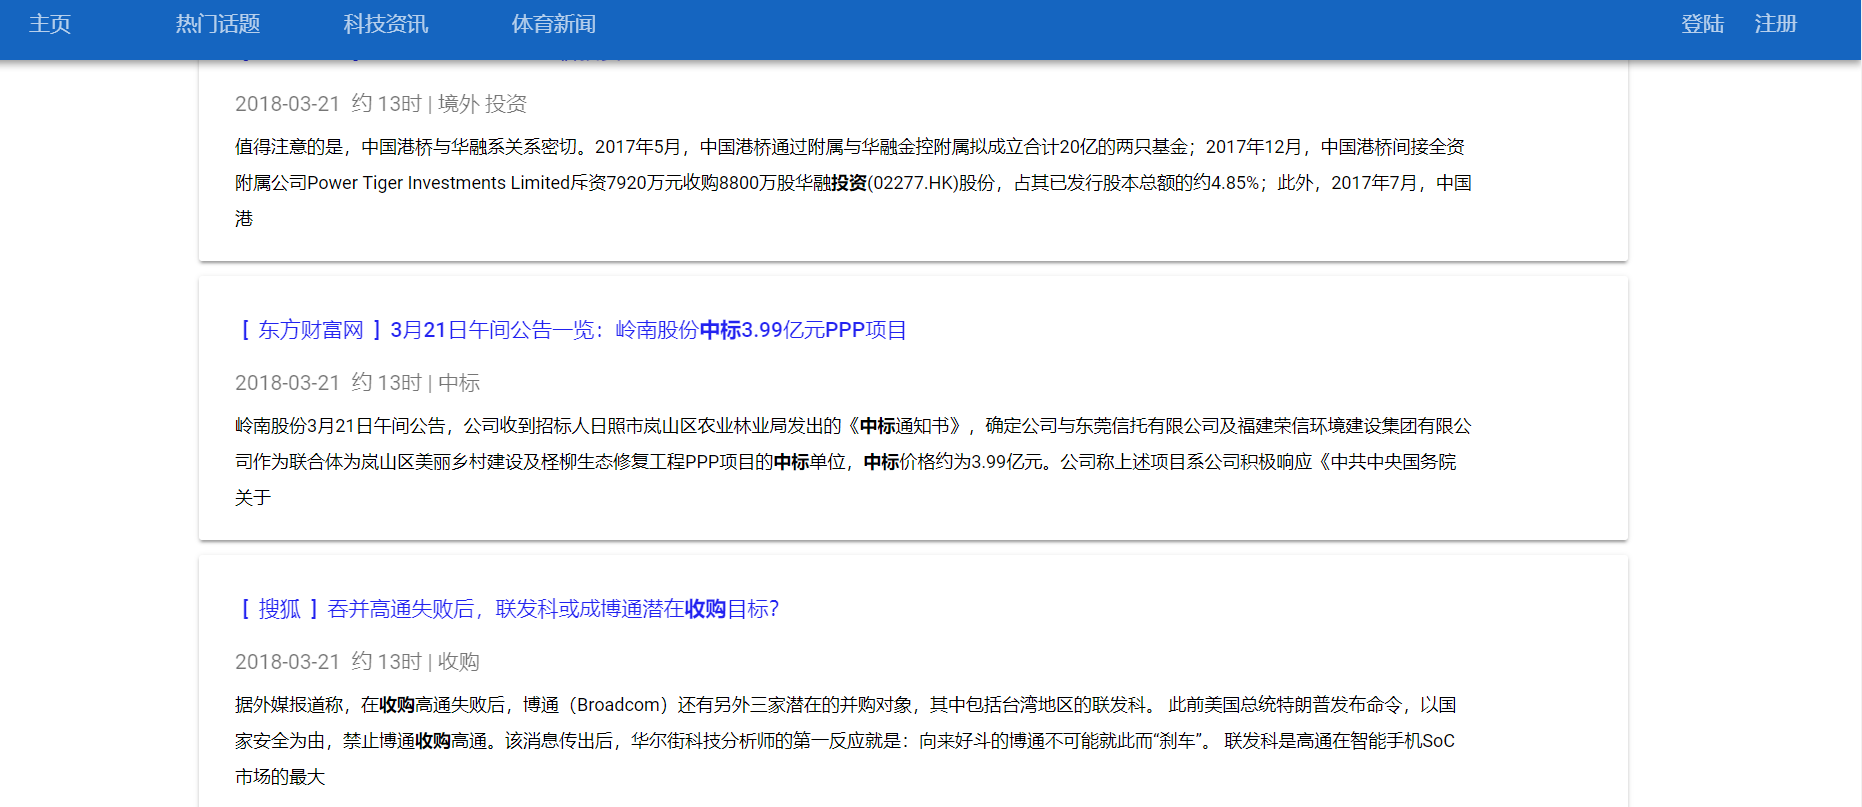 主页 热门话题 科技资讯 体育新闻 登陆 注册
2018-03-21 约 13时 | 境外 投资
值得注意的是，中国港桥与华融系关系密切。2017年5月，中国港桥通过附属与华融金控附属拟成立合计20亿的两只基金；2017年12月，中国港桥间接全资
附属公司Power Tiger Investments Limited斥资7920万元收购8800万股华融投资(02277.HK)股份，占其已发行股本总额的约4.85%；此外，2017年7月，中国
港
［ 东方财富网 ］3月21日午间公告一览：岭南股份中标3.99亿元PPP项目
2018-03-21 约 13时 | 中标
岭南股份3月21日午间公告，公司收到招标人日照市岚山区农业林业局发出的《中标通知书》，确定公司与东莞信托有限公司及福建荣信环境建设集团有限公
司作为联合体为岚山区美丽乡村建设及柽柳生态修复工程PPP项目的中标单位，中标价格约为3.99亿元。公司称上述项目系公司积极响应《中共中央国务院
关于
［ 搜狐 ］吞并高通失败后，联发科或成博通潜在收购目标？
2018-03-21 约 13时 | 收购
据外媒报道称，在收购高通失败后，博通（Broadcom）还有另外三家潜在的并购对象，其中包括台湾地区的联发科。 此前美国总统特朗普发布命令，以国
家安全为由，禁止博通收购高通。该消息传出后，华尔街科技分析师的第一反应就是：向来好斗的博通不可能就此而“刹车”。 联发科是高通在智能手机SoC
市场的最大